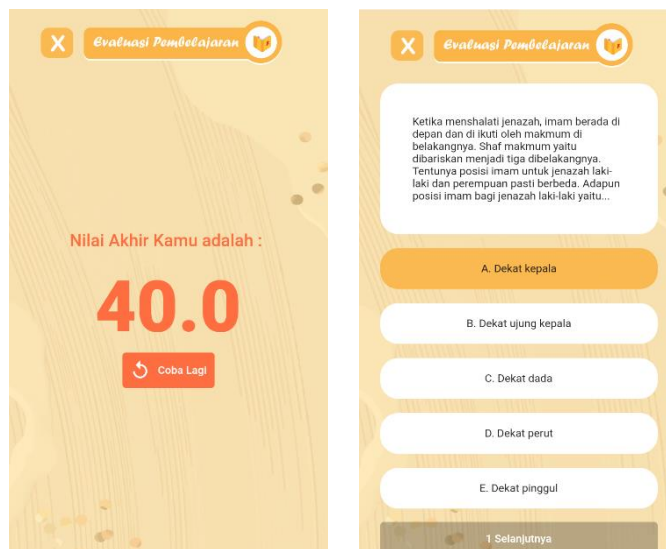 X
Evaluasi Pembelajaran
Nilai Akhir Kamu adalah :
40.0
Coba Lagi
X
Evaluasi Pembelajaran
Ketika menshalati jenazah, imam berada di
depan dan di ikuti oleh makmum di
belakangnya. Shaf makmum yaitu
dibariskan menjadi tiga dibelakangnya.
Tentunya posisi imam untuk jenazah laki-
laki dan perempuan pasti berbeda. Adapun
posisi imam bagi jenazah laki-laki yaitu...
A. Dekat kepala
B. Dekat ujung kepala
C. Dekat dada
D. Dekat perut
E. Dekat pinggul
1 Selanjutnya